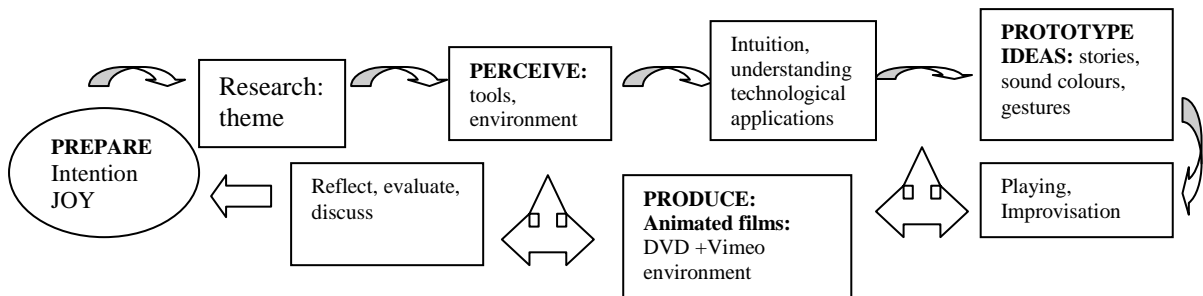 PREPARE
Intention
JOY
Research:
theme
PERCEIVE:
tools,
environment
Intuition,
understanding
technological
applications
PROTOTYPE
IDEAS: stories,
sound colours,
gestures
Playing,
Improvisation
PRODUCE:
Animated films:
DVD +Vimeo
environment
Reflect, evaluate,
discuss